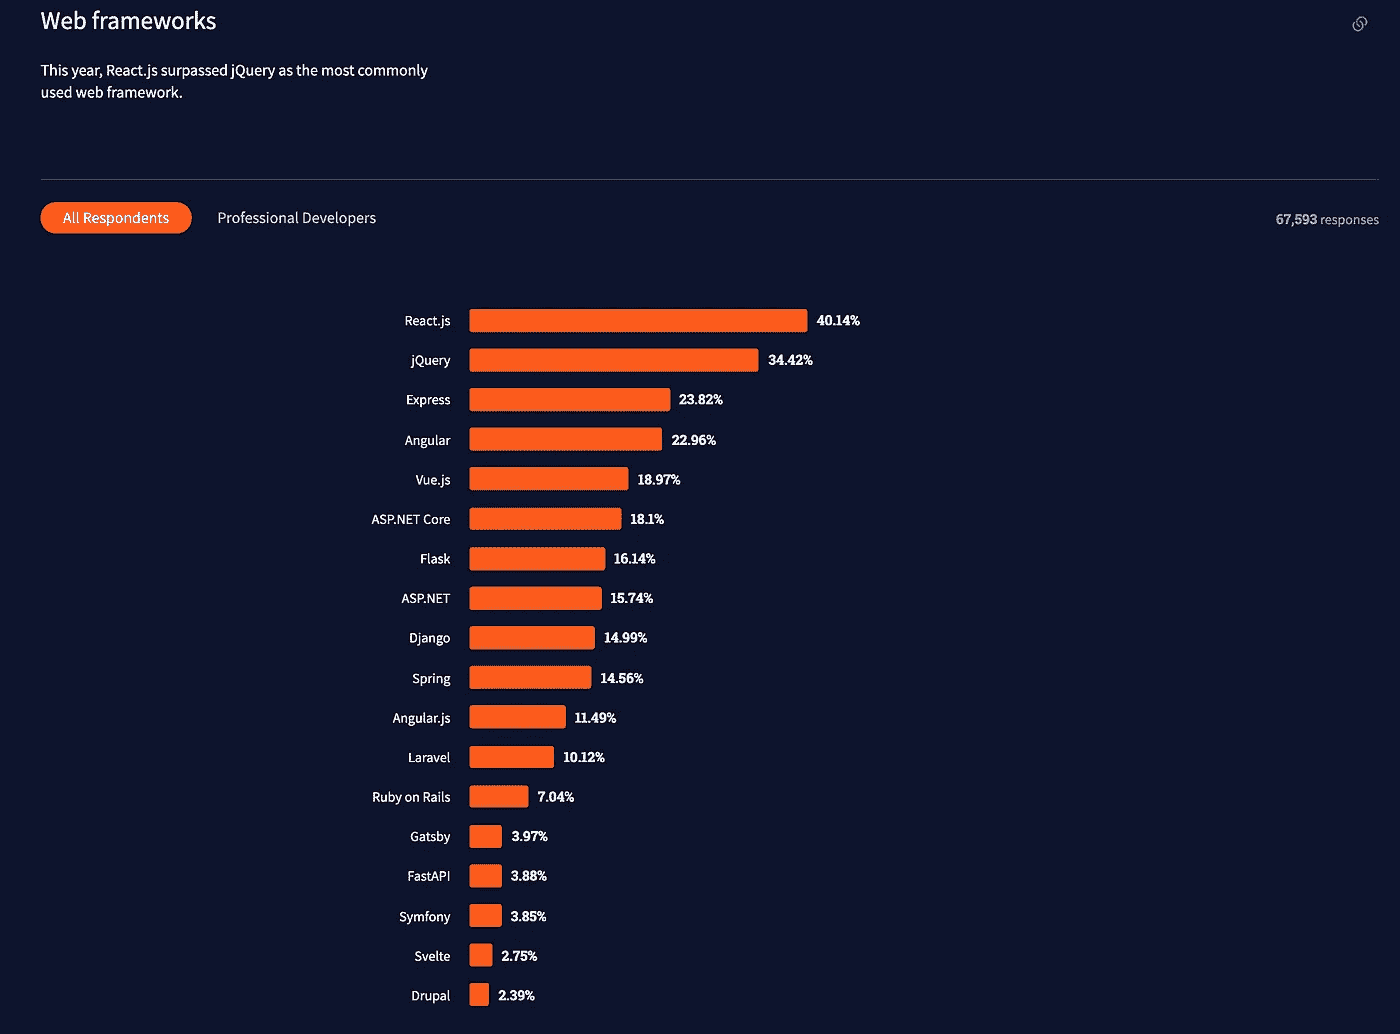 Web frameworks
This year, React.js surpassed jQuery as the most commonly
used web framework.
All Respondents Professional Developers 67,593 responses
React.js 40.14%
jQuery 34.42%
Express 23.82%
Angular 22.96%
Vue.js 18.97%
ASP.NET Core 18.1%
Flask 16.14%
ASP.NET 15.74%
Django 14.99%
Spring 14.56%
Angular.js 11.49%
Laravel 10.12%
Ruby on Rails 7.04%
Gatsby 3.97%
FastAPI 3.88%
Symfony 3.85%
Svelte 2.75%
Drupal 2.39%